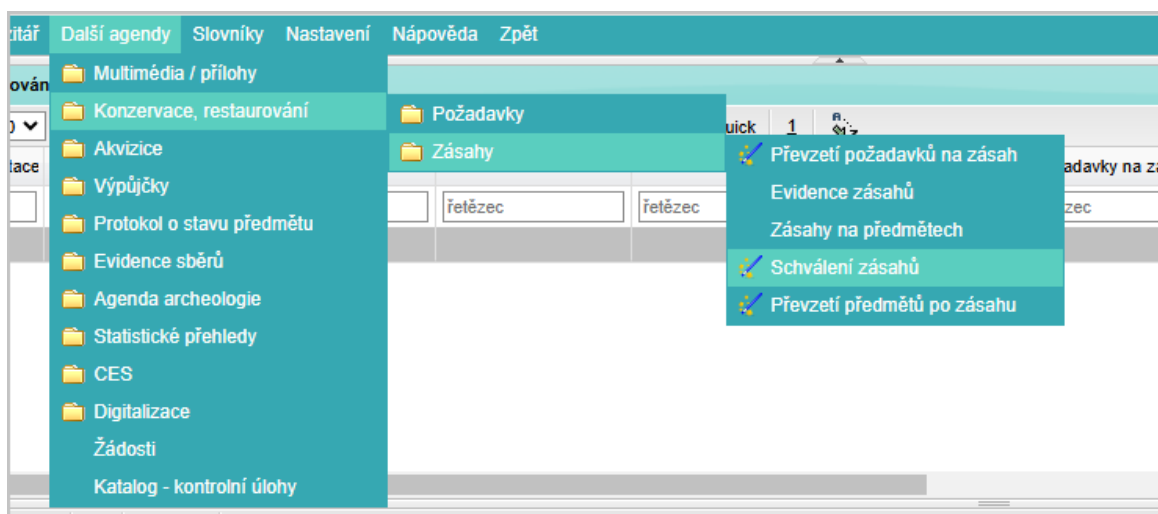 Další agendy Slovníky Nastavení Nápověda Zpět
Multimédia / přílohy
Konzervace, restaurování
Akvizice
Výpůjčky
Protokol o stavu předmětu
Evidence sběrů
Agenda archeologie
Statistické přehledy
CES
Digitalizace
Žádosti
Katalog - kontrolní úlohy
Požadavky
Zásahy
Převzetí požadavků na zásah
Evidence zásahů
Zásahy na předmětech
Schválení zásahů
Převzetí předmětů po zásahu
1
řetězec řetězec